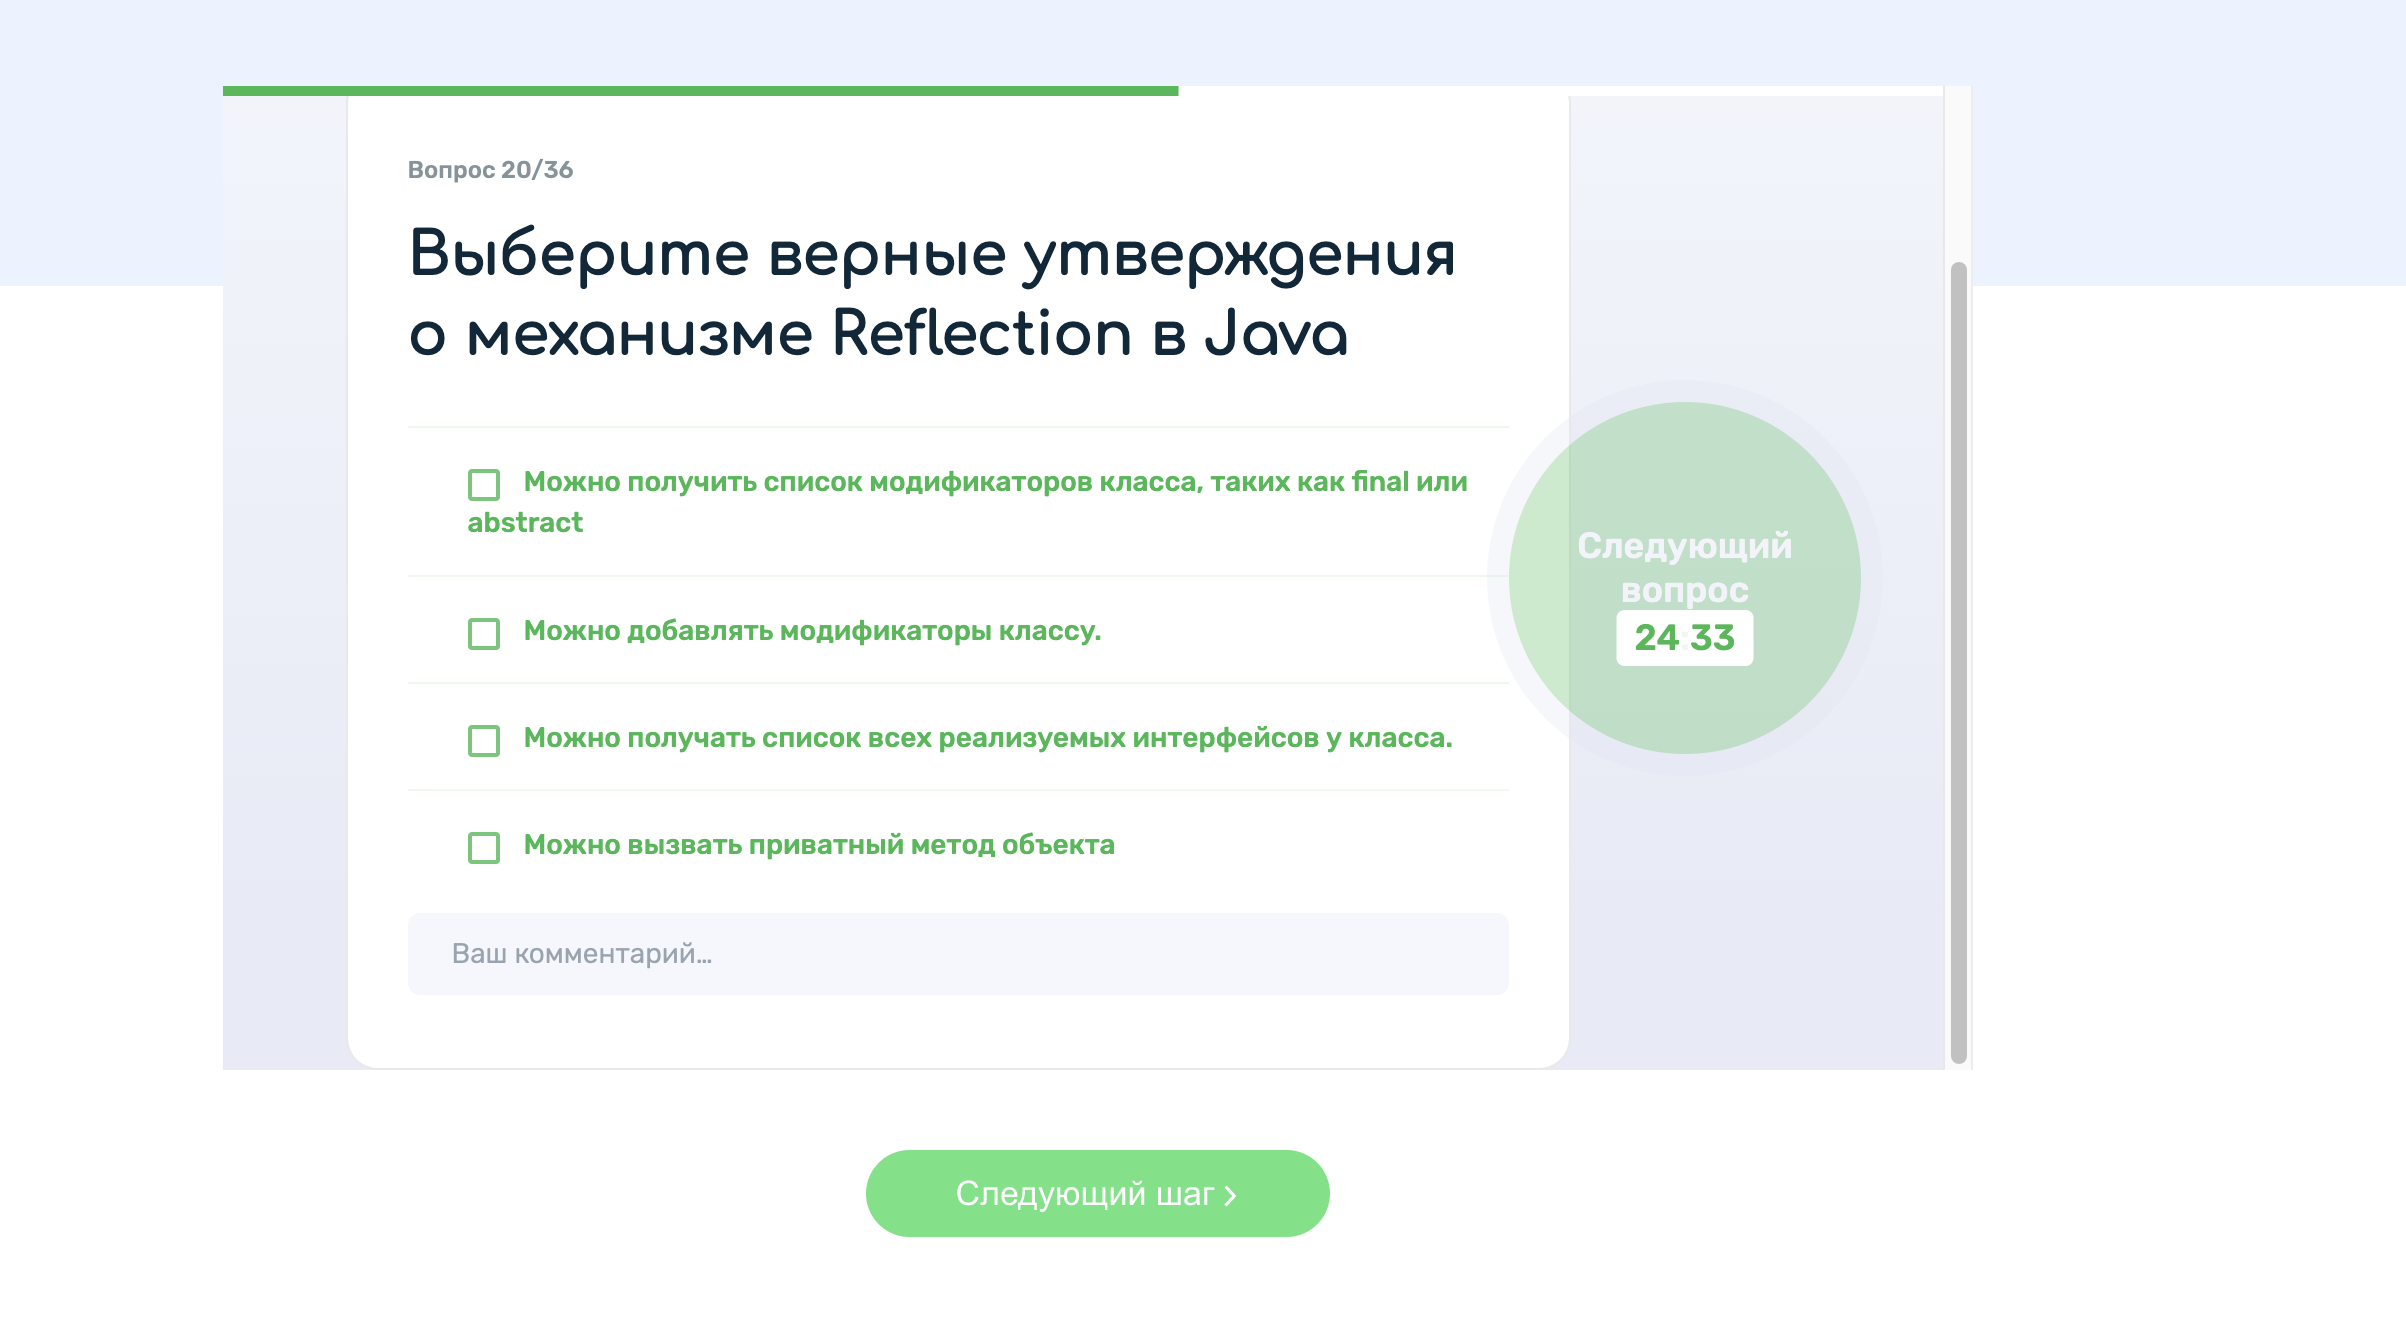 Вопрос 20/36
Выберите верные утверждения
о механизме Reflection в Java
Можно получить список модификаторов класса, таких как final или
abstract
Можно добавлять модификаторы классу.
Можно получать список всех реализуемых интерфейсов у класса.
Можно вызвать приватный метод объекта
Ваш комментарий...
Следующий
вопрос
24:33
Следующий шаг